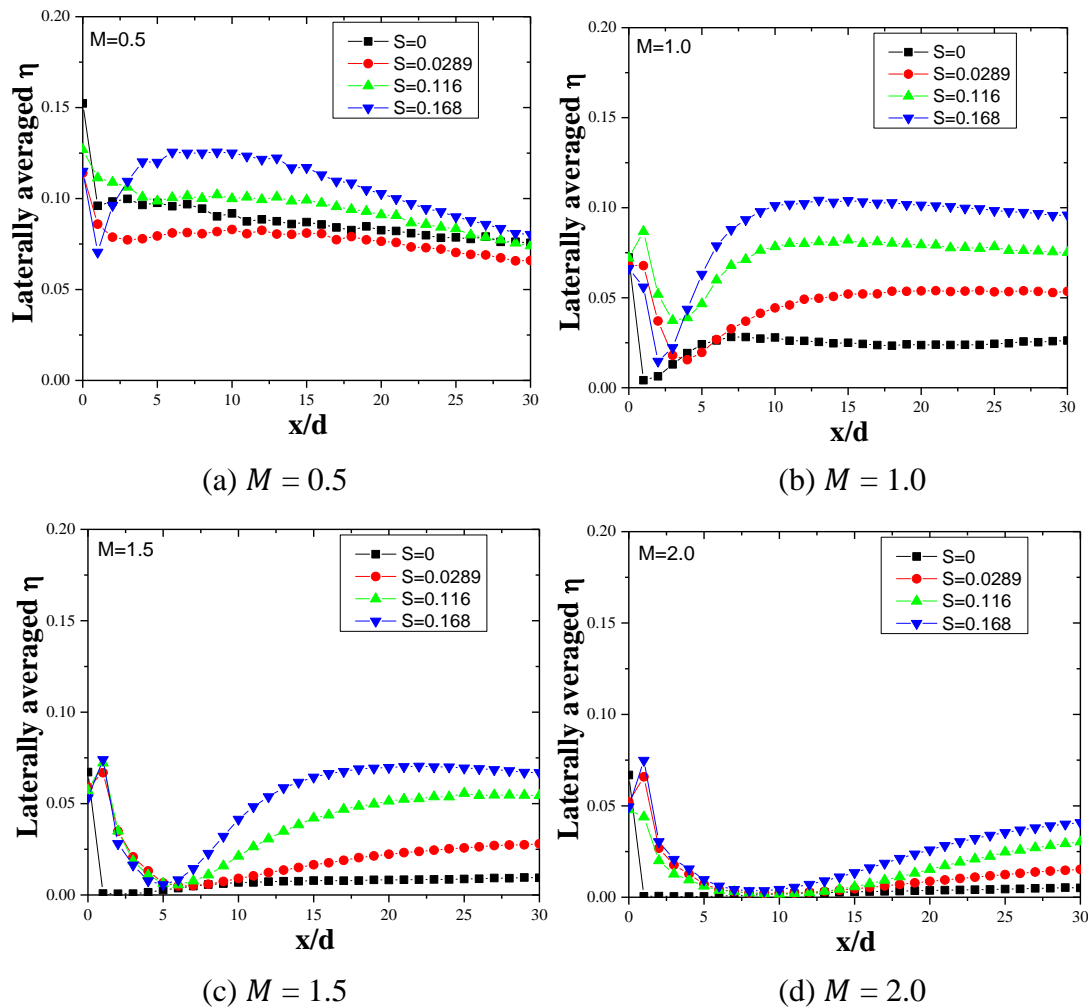 M=0.5
S=0
S=0.0289
S=0.116
S=0.168
0.20
0.15
0.10
0.05
0.00
Laterally averaged η
0 5 10 15 20 25 30
x/d
(a) M = 0.5
M=1.0
S=0
S=0.0289
S=0.116
S=0.168
0.20
0.15
0.10
0.05
0.00
Laterally averaged η
0 5 10 15 20 25 30
x/d
(b) M = 1.0
M=1.5
S=0
S=0.0289
S=0.116
S=0.168
0.20
0.15
0.10
0.05
0.00
Laterally averaged η
0 5 10 15 20 25 30
x/d
(c) M = 1.5
M=2.0
S=0
S=0.0289
S=0.116
S=0.168
0.20
0.15
0.10
0.05
0.00
Laterally averaged η
0 5 10 15 20 25 30
x/d
(d) M = 2.0